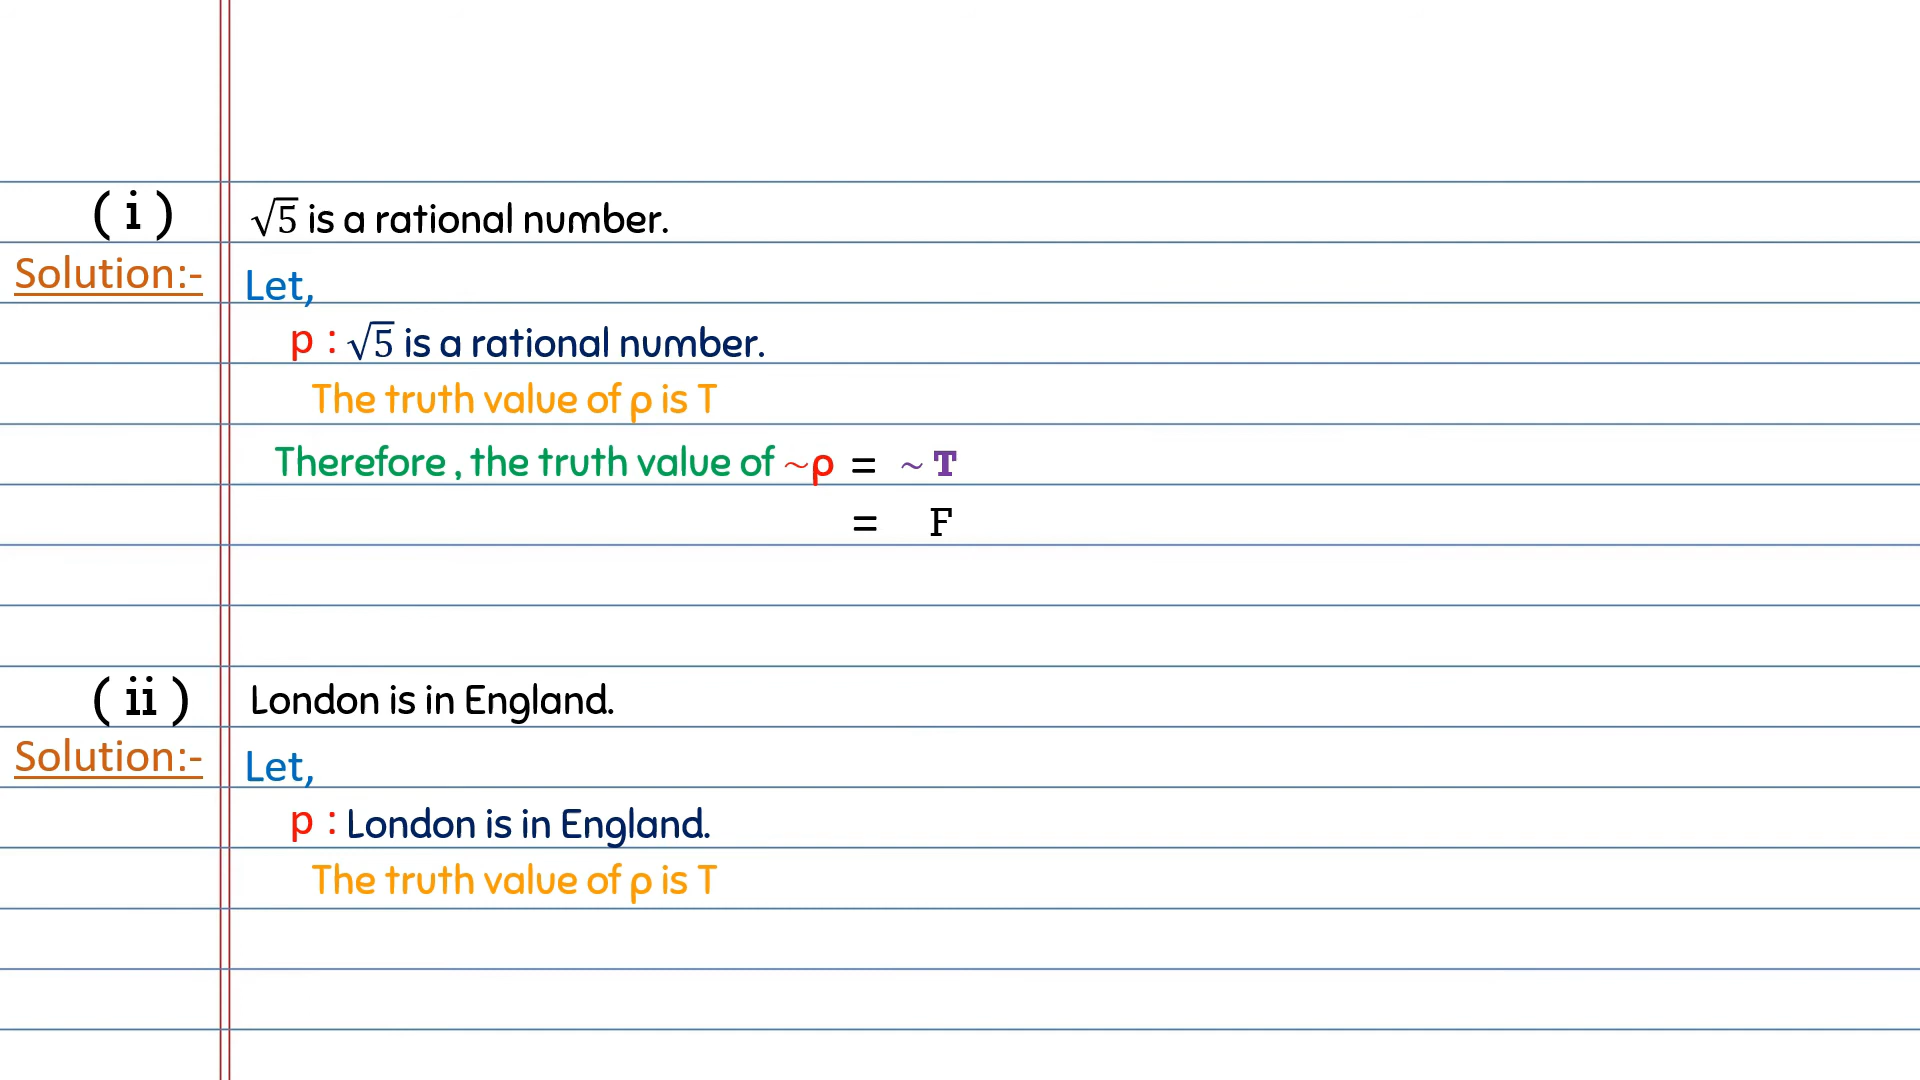 ( i ) √5 is a rational number.
Solution:- Let,
p : √5 is a rational number.
The truth value of ρ is T
Therefore , the truth value of ~ρ = ~ T
= F
( ii ) London is in England.
Solution:- Let,
p : London is in England.
The truth value of ρ is T